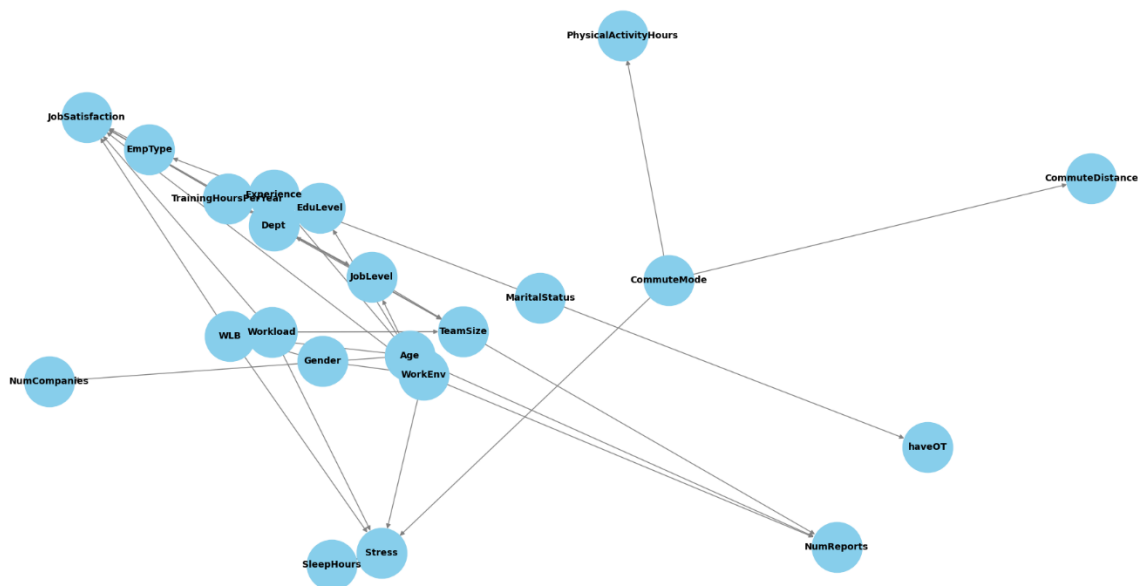 PhysicalActivityHours
JobSatisfaction
EmpType
CommuteDistance
Experience
TrainingHoursPerYear
EduLevel
Dept
JobLevel
CommuteMode
MaritalStatus
TeamSize
Workload
WLB
Age
Gender
WorkEnv
NumCompanies
haveOT
NumReports
Stress
SleepHours